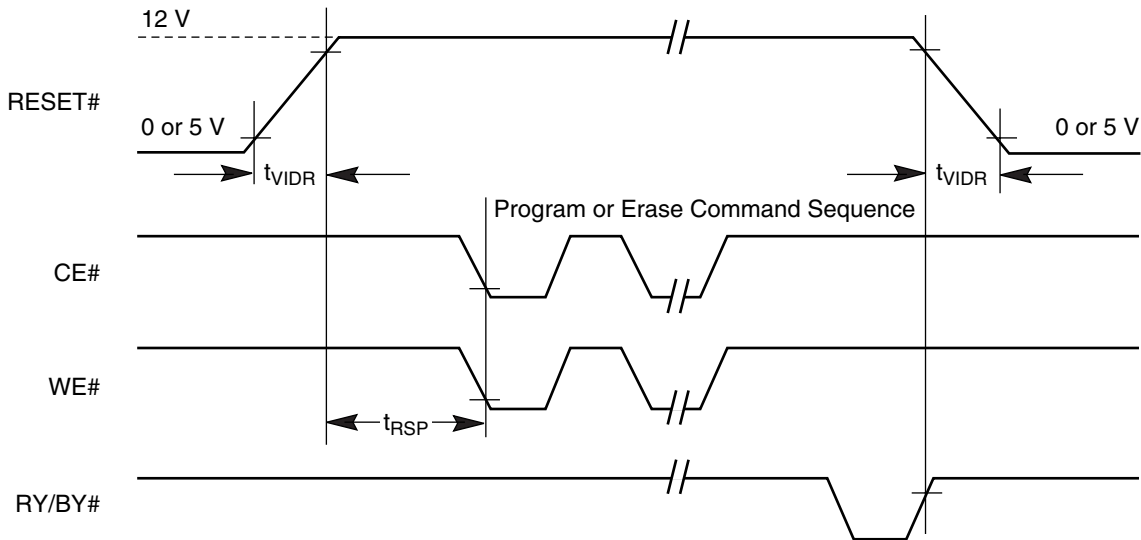 12 V
RESET#
0 or 5 V
0 or 5 V
tVIDR
tVIDR
Program or Erase Command Sequence
CE#
WE#
tRSP
RY/BY#